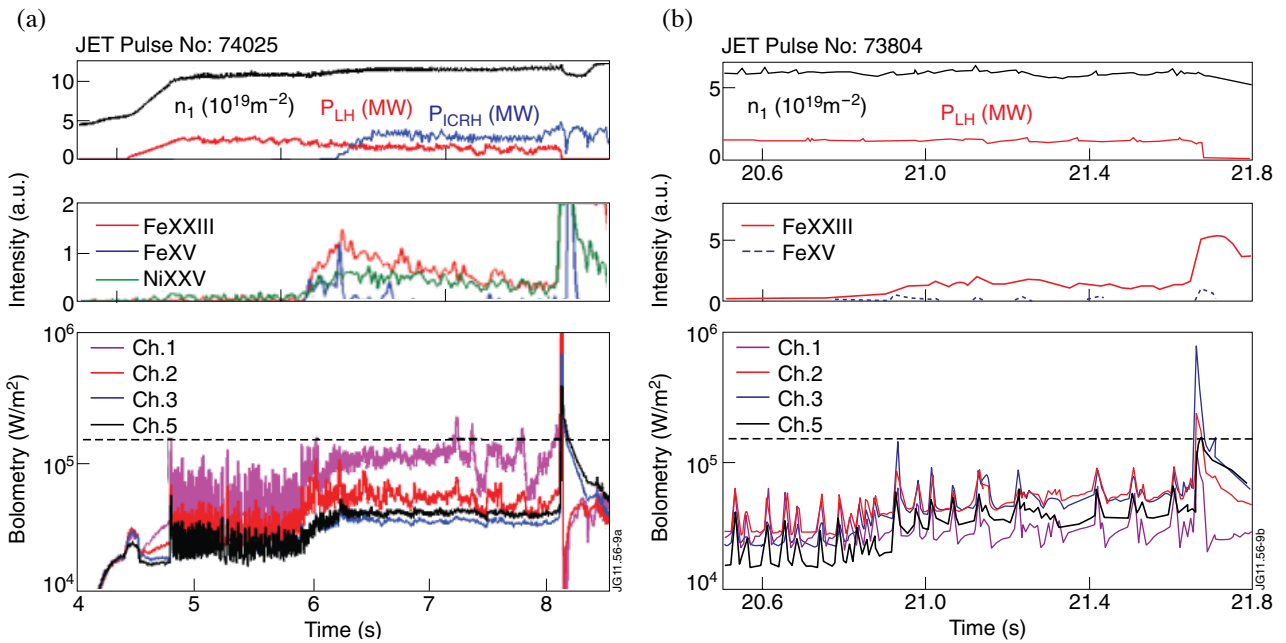 (a)
JET Pulse No: 74025
10
5
0
n1 (10^19m^-2)
P_LH (MW)
P_ICRH (MW)
Intensity (a.u.)
2
1
0
FeXXIII
FeXV
NiXXV
Bolometry (W/m²)
10^6
10^5
10^4
Ch.1
Ch.2
Ch.3
Ch.5
4 5 6 7 8
Time (s)
JG11.56-9a
(b)
JET Pulse No: 73804
5
0
n1 (10^19m^-2)
P_LH (MW)
20.6 21.0 21.4 21.8
Intensity (a.u.)
5
0
FeXXIII
FeXV
Bolometry (W/m²)
10^6
10^5
10^4
Ch.1
Ch.2
Ch.3
Ch.5
20.6 21.0 21.4 21.8
Time (s)
JG11.56-9b